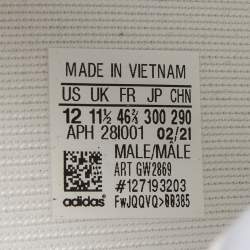 MADE IN VIETNAM
US UK FR JP CHN
12 11½ 46⅔ 300 290
APH 28I001 02/21
MALE/MÂLE
ART GW2869
#127193203
adidas FwJQQVQ>00385